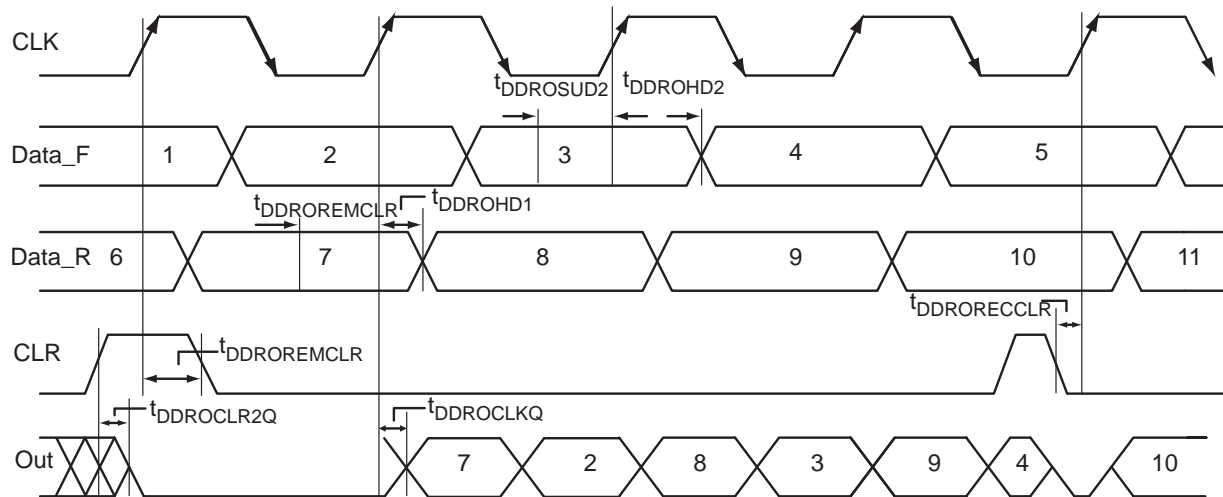 CLK
tDDROSUD2 tDDROHD2
Data_F 1 2 3 4 5
tDDROREMCLR tDDROHD1
Data_R 6 7 8 9 10 11
tDDRORECCLR
CLR
tDDROREMCLR
tDDROCLR2Q tDDROCLKQ
Out 7 2 8 3 9 4 10